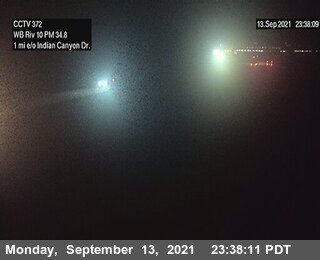 CCTV 372
WB Riv 10 PM 34.8
1 mi e/o Indian Canyon Dr.
13.Sep 2021 23:38:09
Monday, September 13, 2021 23:38:11 PDT